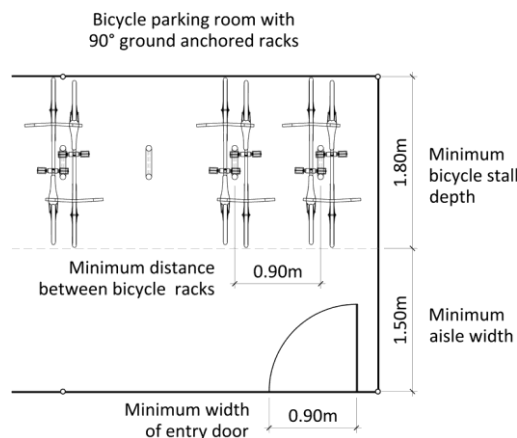 Bicycle parking room with
90° ground anchored racks
1.80m
Minimum
bicycle stall
depth
Minimum distance
between bicycle racks
0.90m
1.50m
Minimum
aisle width
Minimum width
of entry door
0.90m